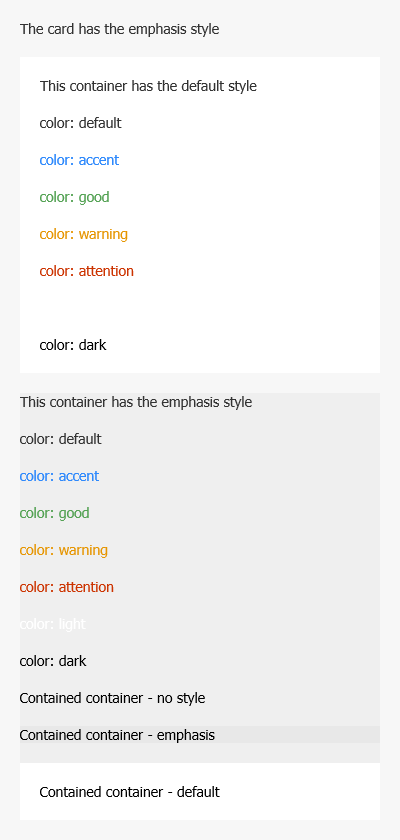 The card has the emphasis style
This container has the default style
color: default
color: accent
color: good
color: warning
color: attention
color: dark
This container has the emphasis style
color: default
color: accent
color: good
color: warning
color: attention
color: light
color: dark
Contained container - no style
Contained container - emphasis
Contained container - default